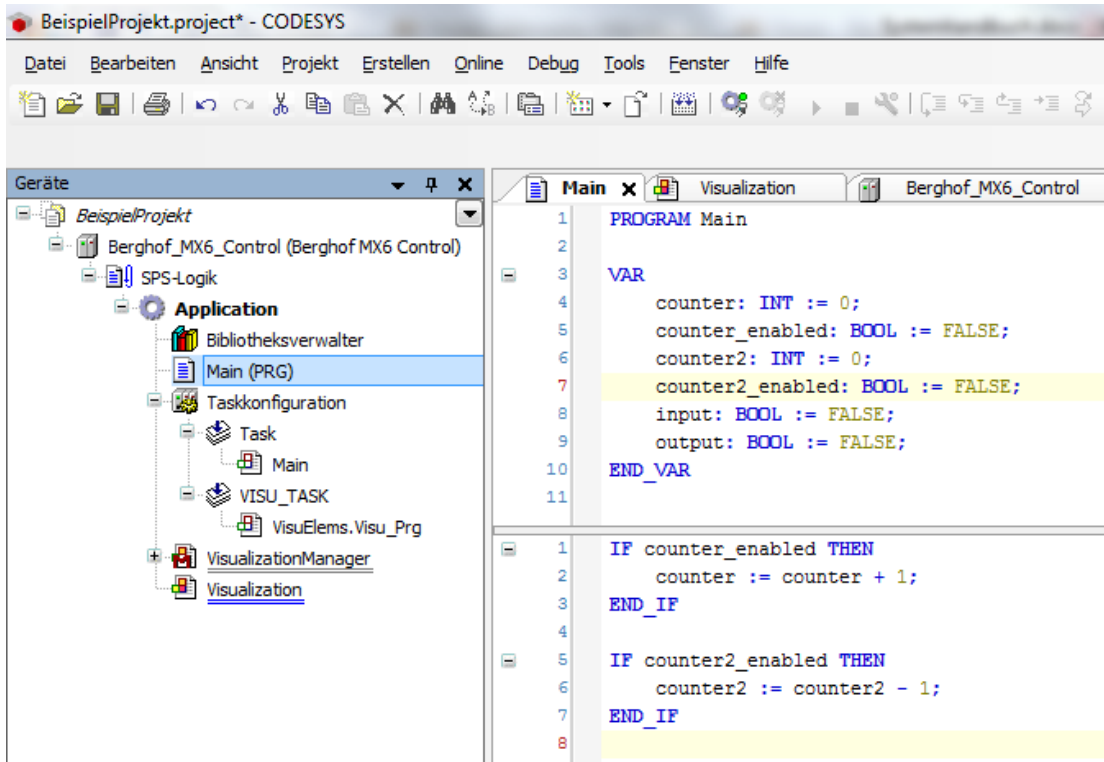 BeispielProjekt.project* - CODESYS
Datei Bearbeiten Ansicht Projekt Erstellen Online Debug Tools Fenster Hilfe
Geräte
BeispielProjekt
Berghof_MX6_Control (Berghof MX6 Control)
SPS-Logik
Application
Bibliotheksverwalter
Main (PRG)
Taskkonfiguration
Task
Main
VISU_TASK
VisuElems.Visu_Prg
VisualizationManager
Visualization
Main Visualization Berghof_MX6_Control
1 PROGRAM Main
2
3 VAR
4 counter: INT := 0;
5 counter_enabled: BOOL := FALSE;
6 counter2: INT := 0;
7 counter2_enabled: BOOL := FALSE;
8 input: BOOL := FALSE;
9 output: BOOL := FALSE;
10 END_VAR
11
1 IF counter_enabled THEN
2 counter := counter + 1;
3 END_IF
4
5 IF counter2_enabled THEN
6 counter2 := counter2 - 1;
7 END_IF
8